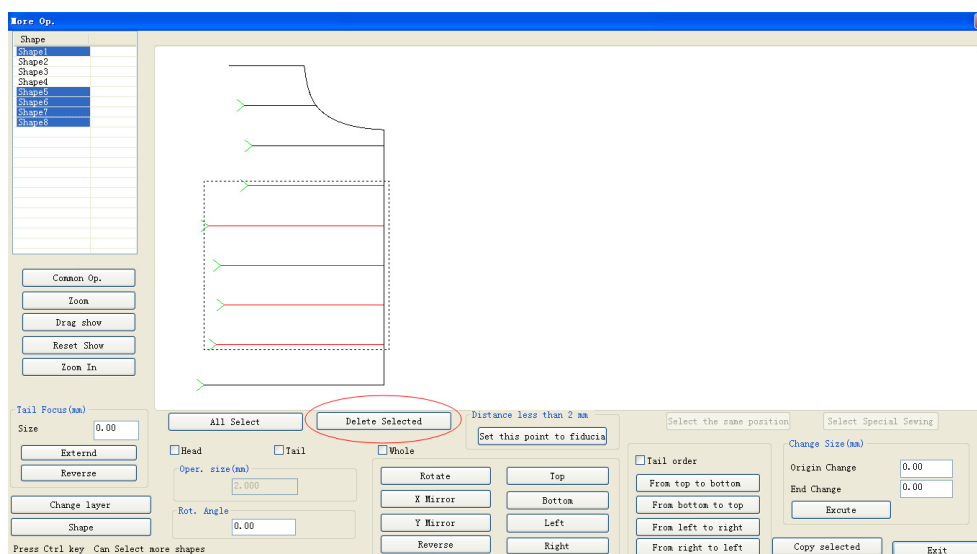 More Op.
Shape
Shape1
Shape2
Shape3
Shape4
Shape5
Shape6
Shape7
Shape8
Common Op.
Zoom
Drag show
Reset Show
Zoom In
Tail Focus(mm)
Size 0.00
Externd
Reverse
Change layer
Shape
Press Ctrl key Can Select more shapes
All Select
Delete Selected
Distance less than 2 mm
Set this point to fiducia
Select the same position
Select Special Sewing
Head
Tail
Whole
Oper. size(mm)
2.000
Rot. Angle
0.00
Rotate
Top
X Mirror
Bottom
Y Mirror
Left
Reverse
Right
Tail order
From top to bottom
From bottom to top
From left to right
From right to left
Change Size(mm)
Origin Change 0.00
End Change 0.00
Excute
Copy selected
Exit